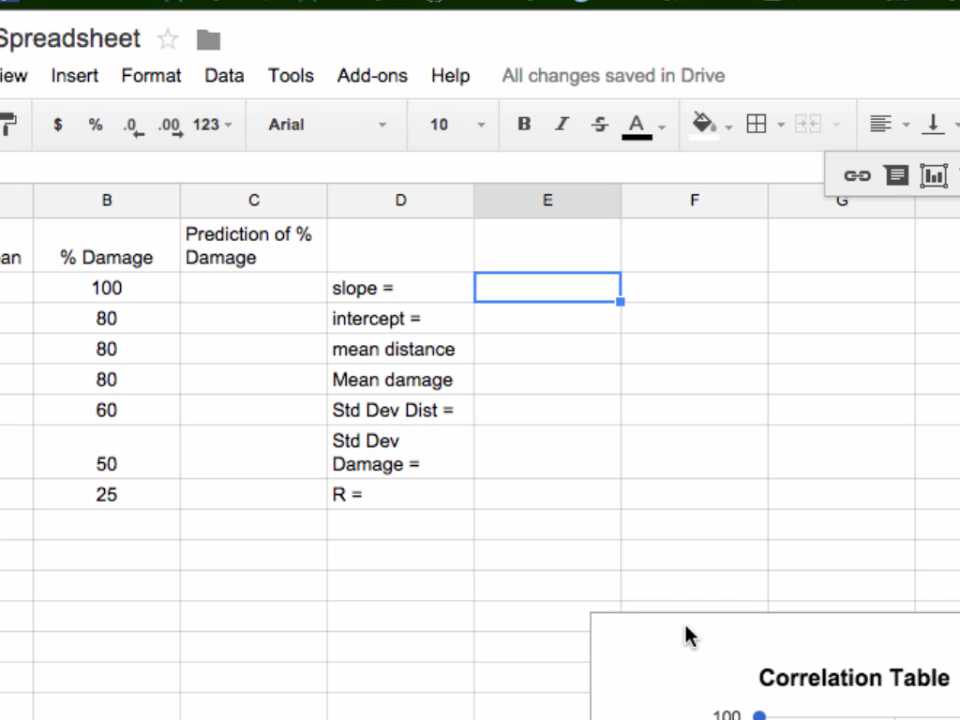 Spreadsheet
iew Insert Format Data Tools Add-ons Help All changes saved in Drive
$ % .0 .00 123 Arial 10 B I S A
B C D E F G
an % Damage Prediction of %
Damage
100 slope =
80 intercept =
80 mean distance
80 Mean damage
60 Std Dev Dist =
50 Std Dev
Damage =
25 R =
Correlation Table
100